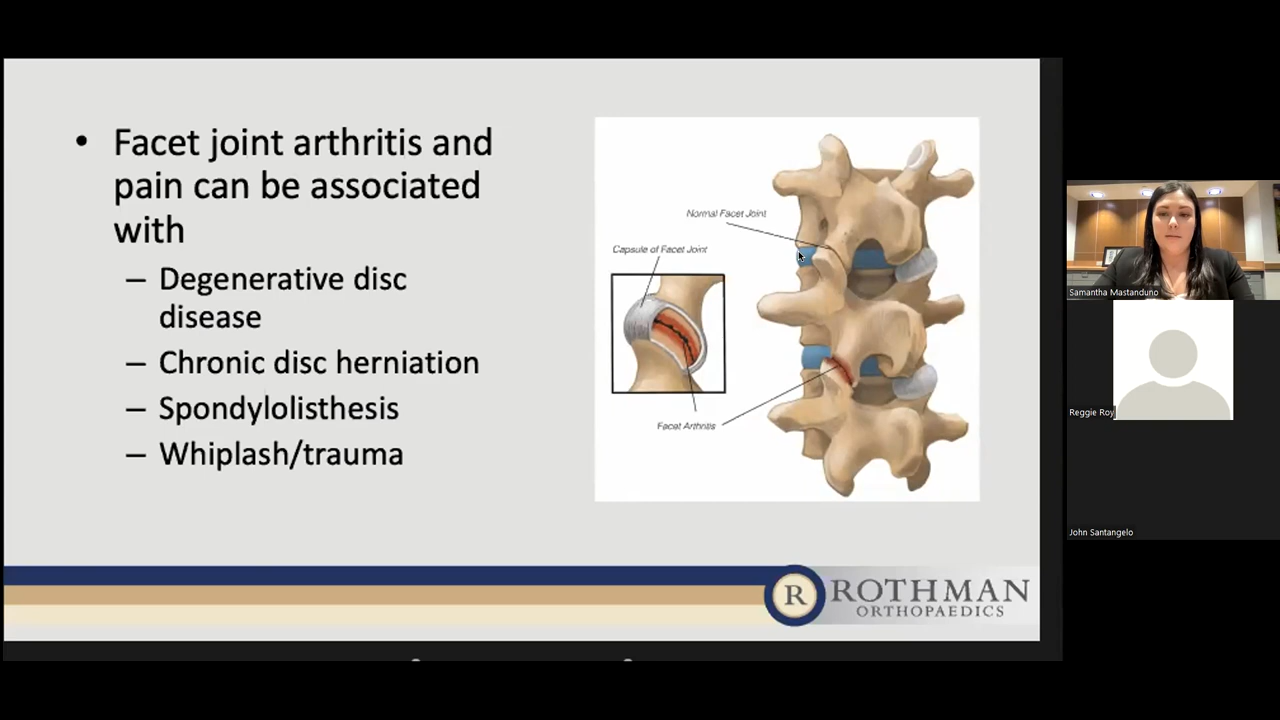 • Facet joint arthritis and
pain can be associated
with
– Degenerative disc
disease
– Chronic disc herniation
– Spondylolisthesis
– Whiplash/trauma
Normal Facet Joint
Capsule of Facet Joint
Facet Arthritis
R ROTHMAN
ORTHOPAEDICS
Samantha Mastanduno
Reggie Roy
John Santangelo